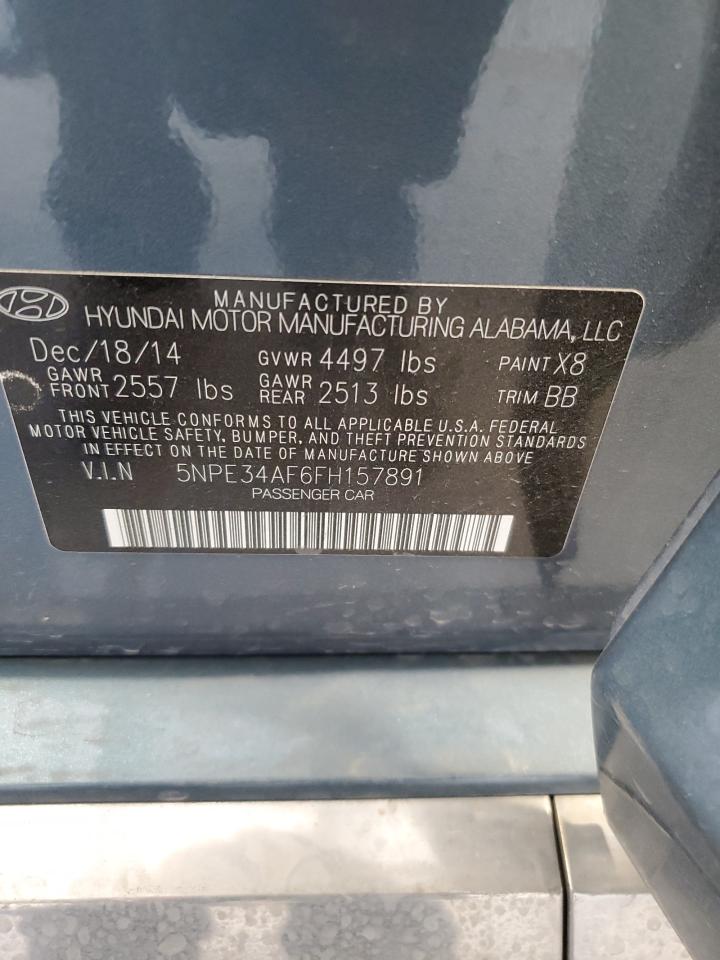 MANUFACTURED BY
HYUNDAI MOTOR MANUFACTURING ALABAMA, LLC
Dec/18/14 GVWR 4497 lbs PAINT X8
GAWR FRONT 2557 lbs GAWR REAR 2513 lbs TRIM BB
THIS VEHICLE CONFORMS TO ALL APPLICABLE U.S.A. FEDERAL
MOTOR VEHICLE SAFETY, BUMPER, AND THEFT PREVENTION STANDARDS
IN EFFECT ON THE DATE OF MANUFACTURE SHOWN ABOVE
V.I.N 5NPE34AF6FH157891
PASSENGER CAR